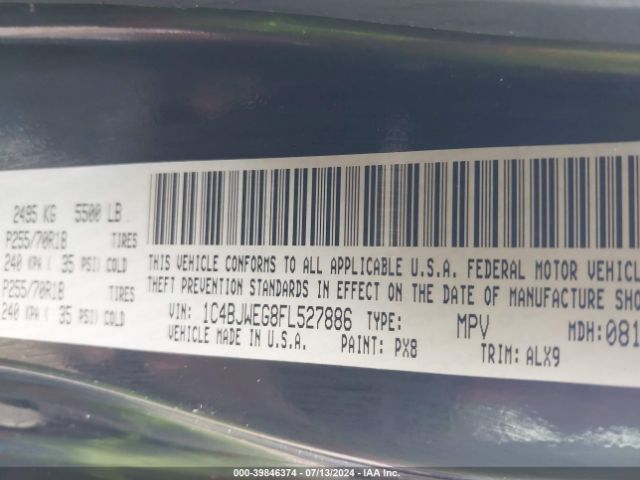 2495 KG 5500 LB
P255/70R18 TIRES
240 KPA ( 35 PSI) COLD
P255/70R18 TIRES
240 KPA ( 35 PSI) COLD
THIS VEHICLE CONFORMS TO ALL APPLICABLE U.S.A. FEDERAL MOTOR VEHICL
THEFT PREVENTION STANDARDS IN EFFECT ON THE DATE OF MANUFACTURE SHO
VIN: 1C4BJWEG8FL527886 TYPE: MPV MDH:081
VEHICLE MADE IN U.S.A. PAINT: PX8 TRIM: ALX9
000-39846374 - 07/13/2024 - IAA Inc.